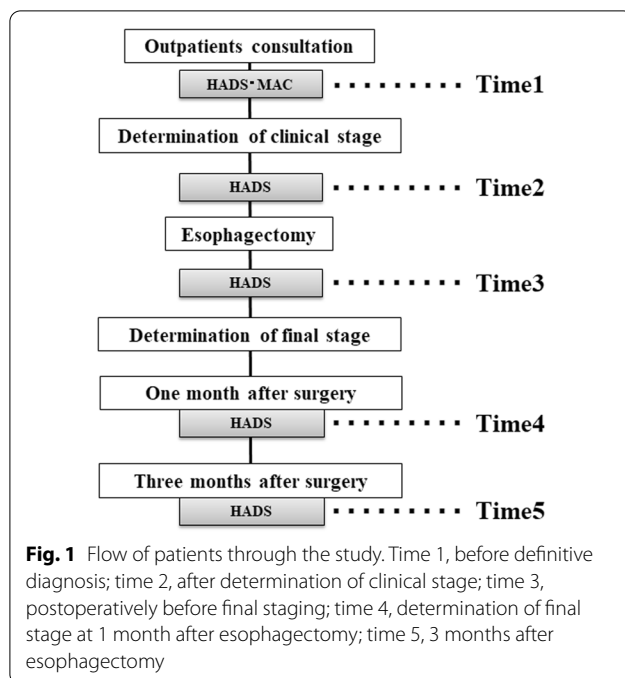 Outpatients consultation
HADS・MAC ......... Time1
Determination of clinical stage
HADS ......... Time2
Esophagectomy
HADS ......... Time3
Determination of final stage
One month after surgery
HADS ......... Time4
Three months after surgery
HADS ......... Time5
Fig. 1 Flow of patients through the study. Time 1, before definitive
diagnosis; time 2, after determination of clinical stage; time 3,
postoperatively before final staging; time 4, determination of final
stage at 1 month after esophagectomy; time 5, 3 months after
esophagectomy